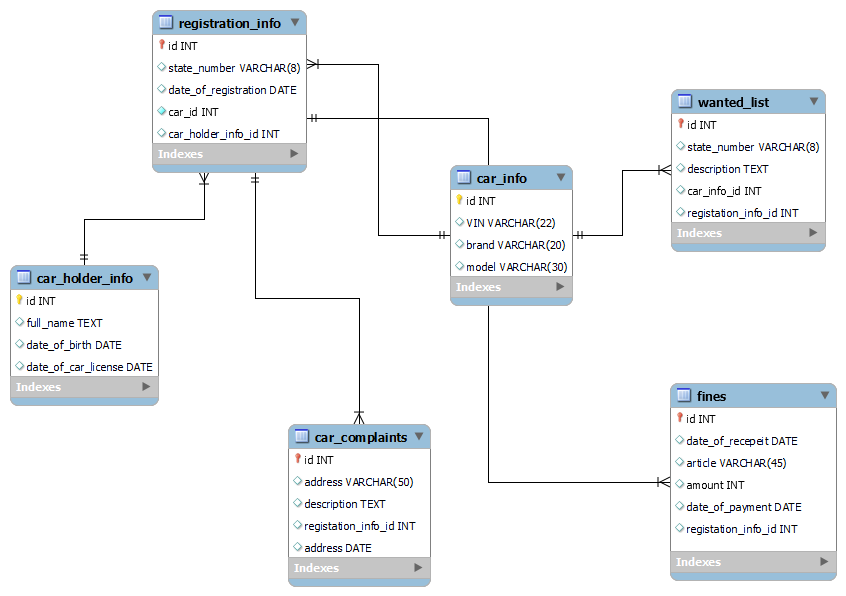 registration_info
id INT
state_number VARCHAR(8)
date_of_registration DATE
car_id INT
car_holder_info_id INT
Indexes
wanted_list
id INT
state_number VARCHAR(8)
description TEXT
car_info_id INT
registation_info_id INT
Indexes
car_info
id INT
VIN VARCHAR(22)
brand VARCHAR(20)
model VARCHAR(30)
Indexes
car_holder_info
id INT
full_name TEXT
date_of_birth DATE
date_of_car_license DATE
Indexes
car_complaints
id INT
address VARCHAR(50)
description TEXT
registation_info_id INT
address DATE
Indexes
fines
id INT
date_of_recepeit DATE
article VARCHAR(45)
amount INT
date_of_payment DATE
registation_info_id INT
Indexes